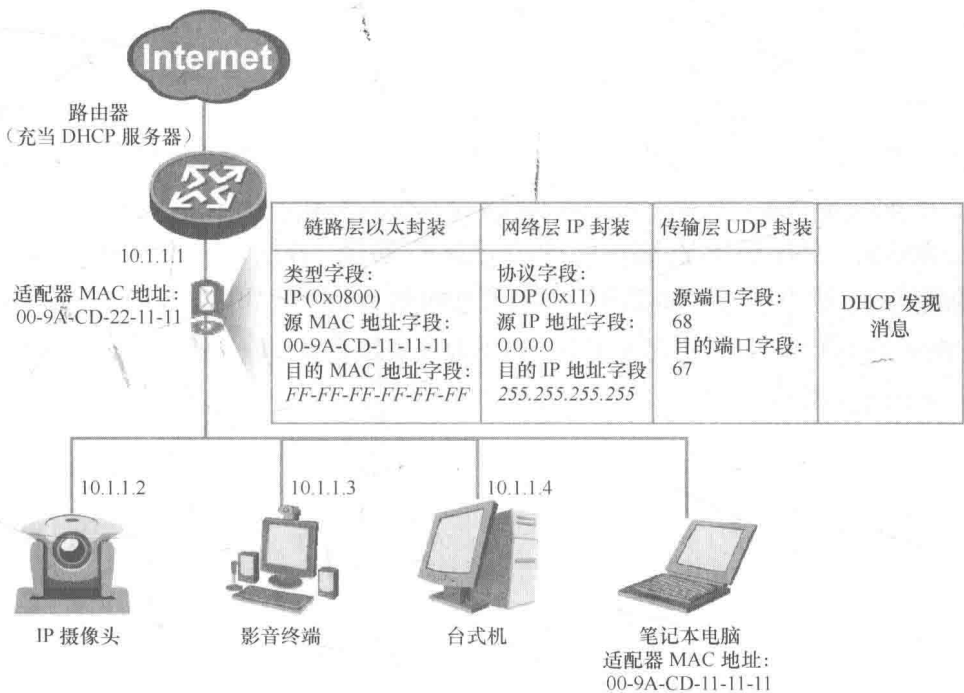 Internet
路由器
（充当 DHCP 服务器）
链路层以太封装
网络层 IP 封装
传输层 UDP 封装
类型字段：
IP (0x0800)
源 MAC 地址字段：
00-9A-CD-11-11-11
目的 MAC 地址字段：
FF-FF-FF-FF-FF-FF
协议字段：
UDP (0x11)
源 IP 地址字段：
0.0.0.0
目的 IP 地址字段
255.255.255.255
源端口字段：
68
目的端口字段：
67
DHCP 发现
消息
10.1.1.1
适配器 MAC 地址：
00-9A-CD-22-11-11
10.1.1.2
10.1.1.3
10.1.1.4
IP 摄像头
影音终端
台式机
笔记本电脑
适配器 MAC 地址：
00-9A-CD-11-11-11